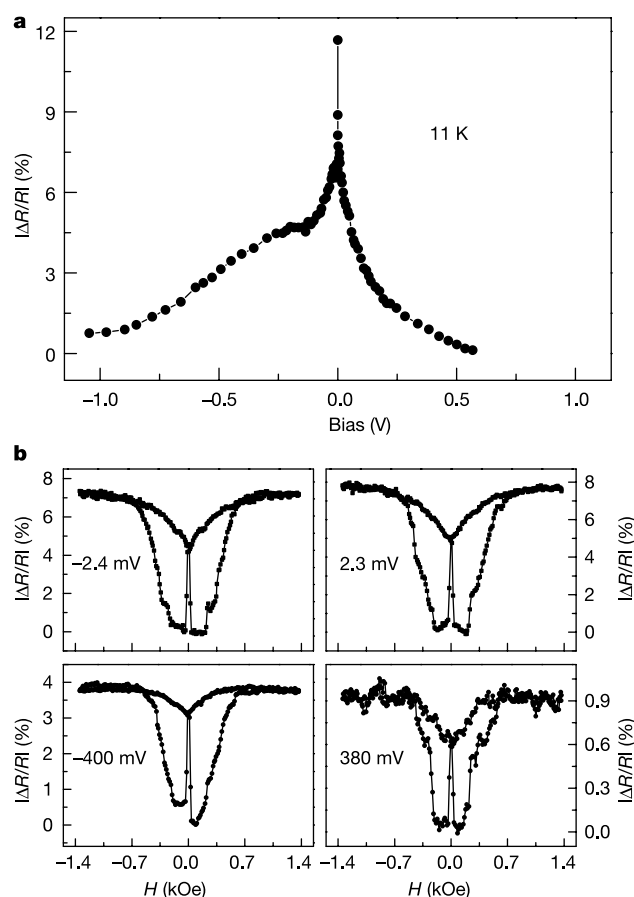 a
12
9
6
3
0
|ΔR/R| (%)
11 K
−1.0 −0.5 0.0 0.5 1.0
Bias (V)
b
8
7
6
5
4
3
2
1
0
|ΔR/R| (%)
−2.4 mV
8
6
4
2
0
|ΔR/R| (%)
2.3 mV
4
3
2
1
0
|ΔR/R| (%)
−400 mV
−1.4 −0.7 0.0 0.7 1.4
H (kOe)
0.9
0.6
0.3
0.0
|ΔR/R| (%)
380 mV
−1.4 −0.7 0.0 0.7 1.4
H (kOe)